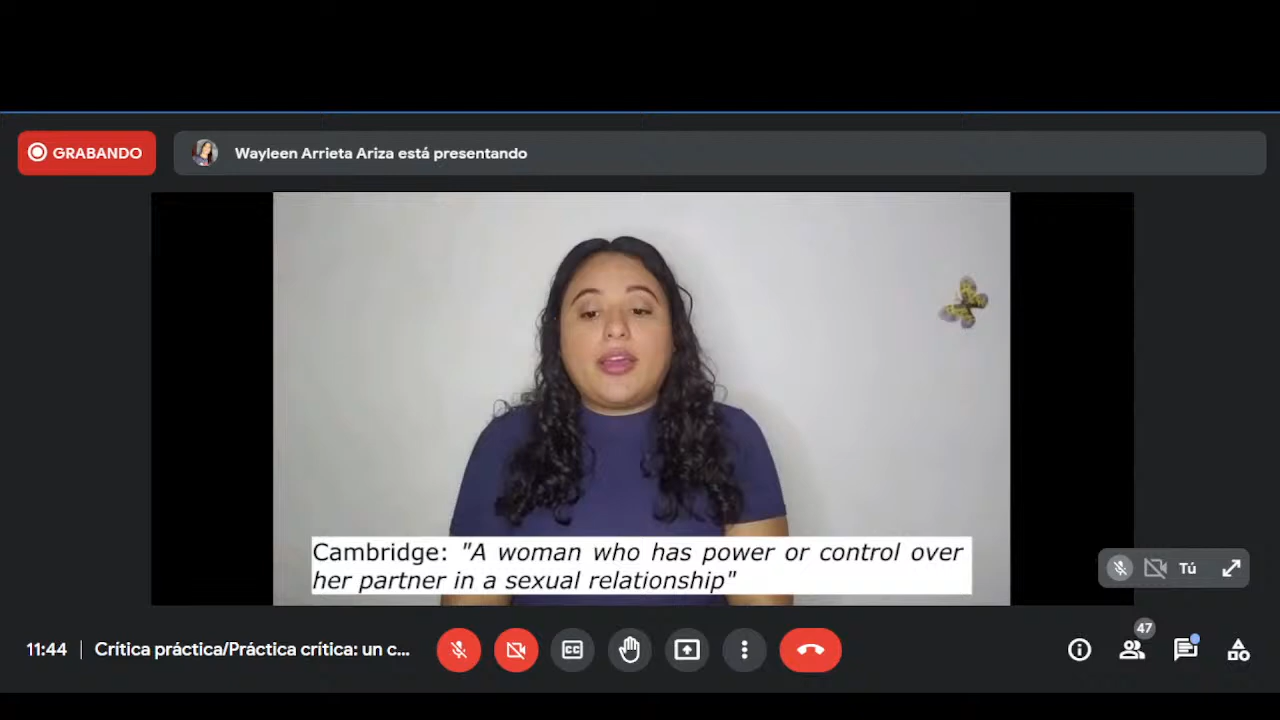 GRABANDO
Wayleen Arrieta Ariza está presentando
Cambridge: "A woman who has power or control over
her partner in a sexual relationship"
Tú
47
11:44
Crítica práctica/Práctica crítica: un c...
CC